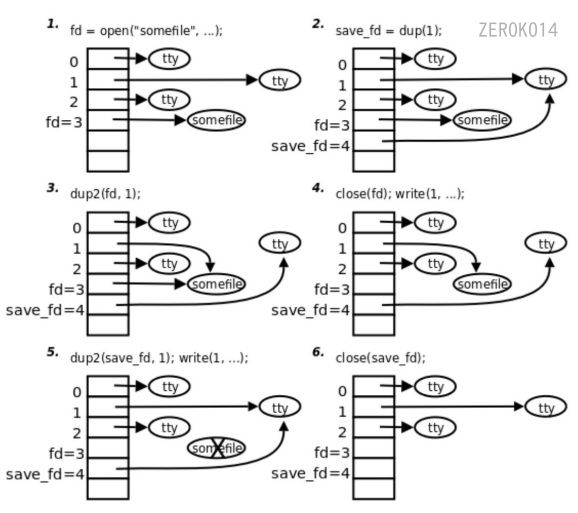 1. fd = open("somefile", ...);
0 tty
1 tty
2 tty
fd=3 somefile
2. save_fd = dup(1);
ZER0K014
0 tty
1 tty
2 tty
fd=3 somefile
save_fd=4
3. dup2(fd, 1);
0 tty
1 tty
2 tty
fd=3 somefile
save_fd=4
4. close(fd); write(1, ...);
0 tty
1 tty
2 tty
fd=3 somefile
save_fd=4
5. dup2(save_fd, 1); write(1, ...);
0 tty
1 tty
2 tty
fd=3 somefile
save_fd=4
6. close(save_fd);
0 tty
1 tty
2 tty
fd=3
save_fd=4